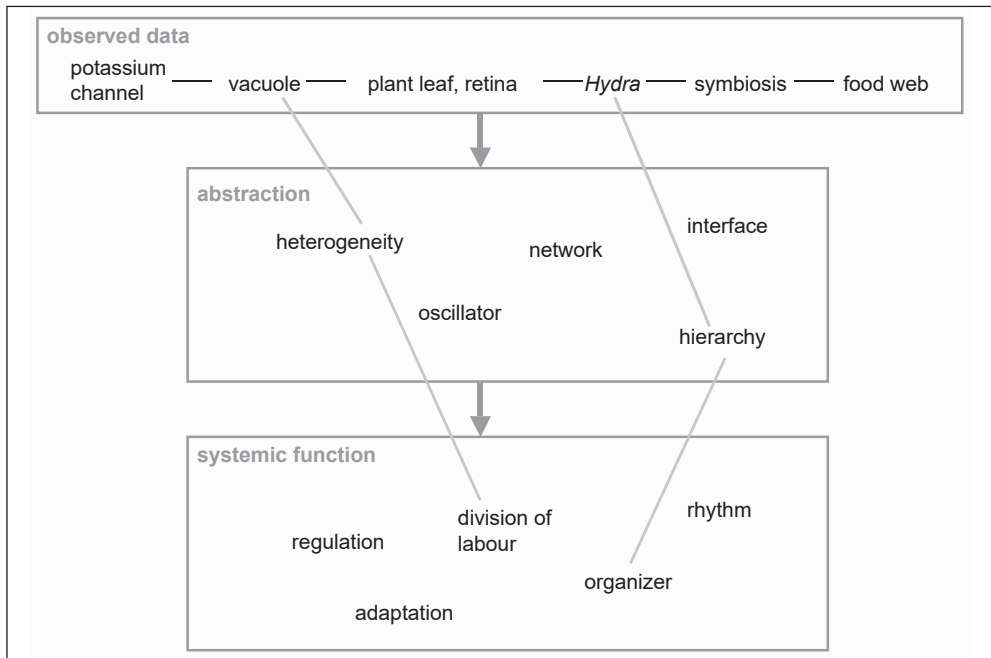 observed data
potassium
channel
vacuole
plant leaf, retina
Hydra
symbiosis
food web
abstraction
interface
heterogeneity
network
oscillator
hierarchy
systemic function
rhythm
division of
labour
regulation
organizer
adaptation